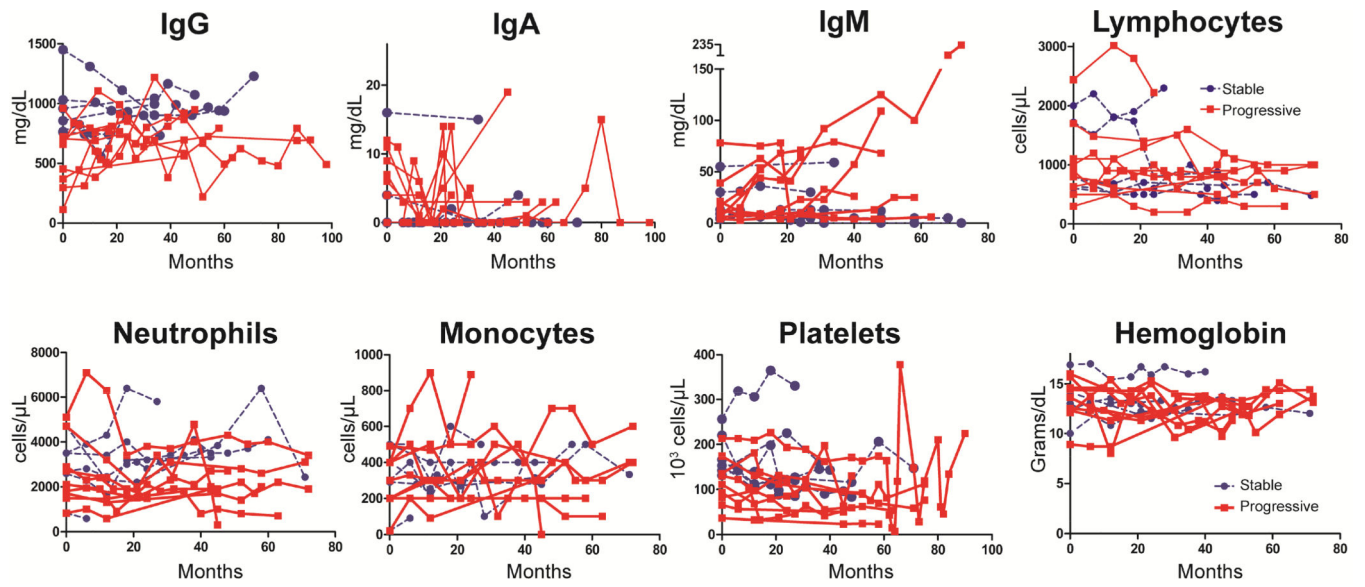 IgG
IgA
IgM
Lymphocytes
mg/dL
1500
1000
500
0
0
20
40
60
80
100
Months
mg/dL
20
10
0
0
20
40
60
80
100
Months
mg/dL
235
150
100
50
0
0
20
40
60
80
Months
cells/µL
3000
2000
1000
0
0
20
40
60
80
Months
Stable
Progressive
Neutrophils
Monocytes
Platelets
Hemoglobin
cells/µL
8000
6000
4000
2000
0
0
20
40
60
80
Months
cells/µL
1000
800
600
400
200
0
0
20
40
60
80
Months
10³ cells/µL
400
300
200
100
0
0
20
40
60
80
100
Months
Grams/dL
15
10
5
0
0
20
40
60
80
Months
Stable
Progressive